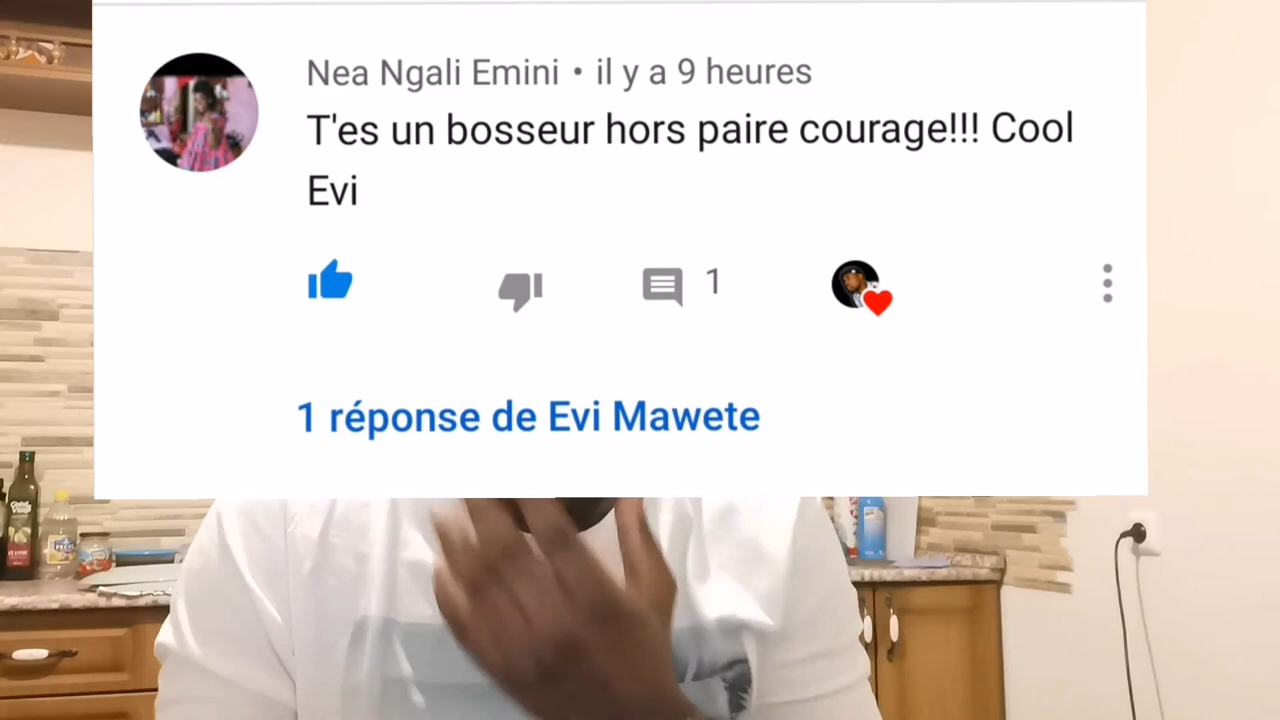 Nea Ngali Emini • il y a 9 heures
T'es un bosseur hors paire courage!!! Cool
Evi
1
1 réponse de Evi Mawete